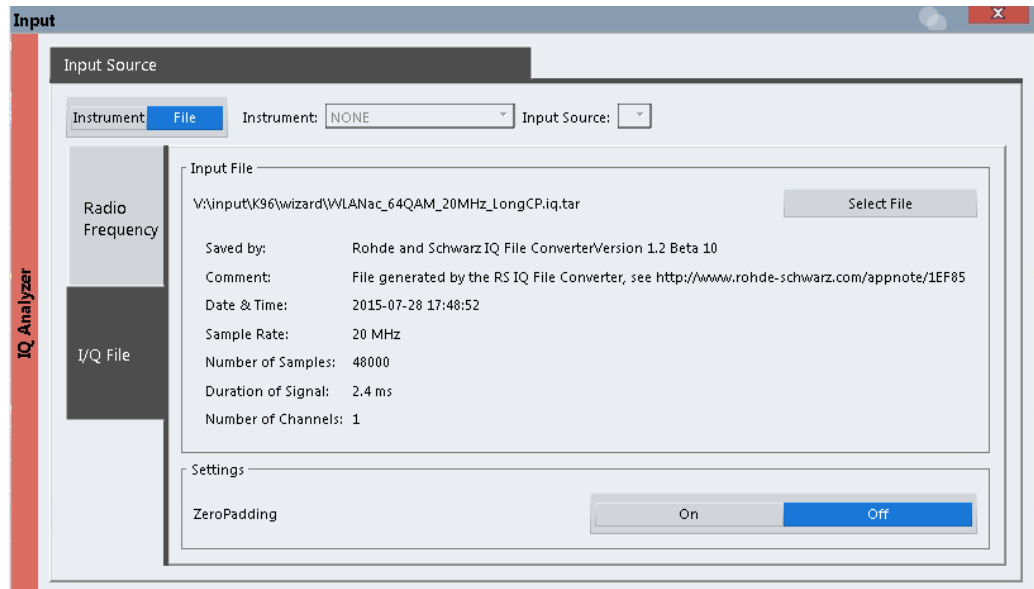 Input
X
IQ Analyzer
Input Source
Instrument File Instrument: NONE Input Source:
Radio
Frequency
I/Q File
Input File
V:\input\K96\wizard\WLANac_64QAM_20MHz_LongCP.iq.tar Select File
Saved by: Rohde and Schwarz IQ File ConverterVersion 1.2 Beta 10
Comment: File generated by the RS IQ File Converter, see http://www.rohde-schwarz.com/appnote/1EF85
Date & Time: 2015-07-28 17:48:52
Sample Rate: 20 MHz
Number of Samples: 48000
Duration of Signal: 2.4 ms
Number of Channels: 1
Settings
ZeroPadding On Off